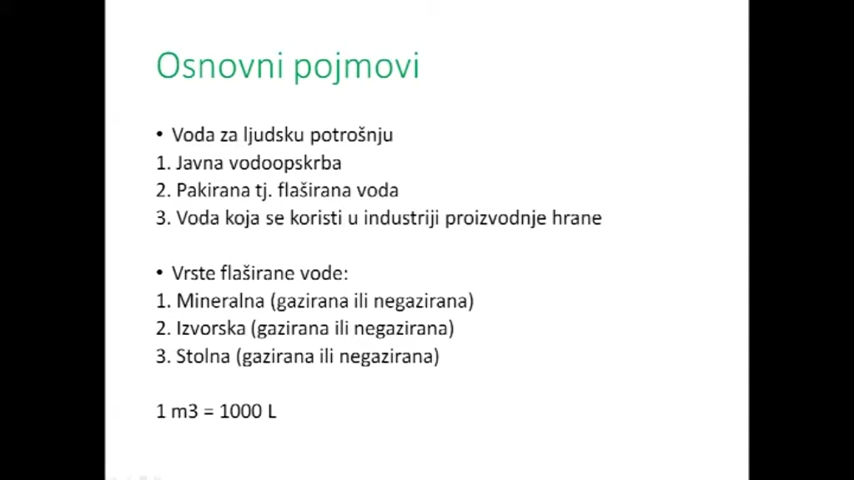 Osnovni pojmovi
• Voda za ljudsku potrošnju
1. Javna vodoopskrba
2. Pakirana tj. flaširana voda
3. Voda koja se koristi u industriji proizvodnje hrane
• Vrste flaširane vode:
1. Mineralna (gazirana ili negazirana)
2. Izvorska (gazirana ili negazirana)
3. Stolna (gazirana ili negazirana)
1 m3 = 1000 L